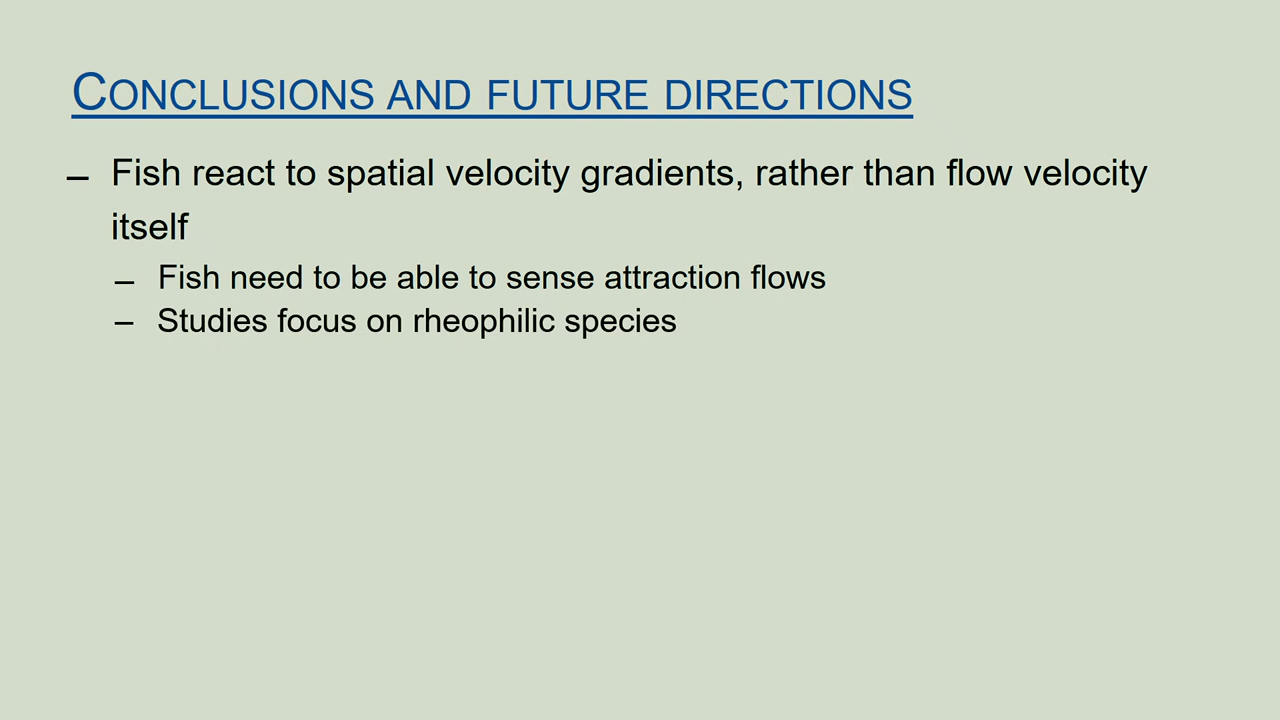 CONCLUSIONS AND FUTURE DIRECTIONS
– Fish react to spatial velocity gradients, rather than flow velocity
itself
– Fish need to be able to sense attraction flows
– Studies focus on rheophilic species